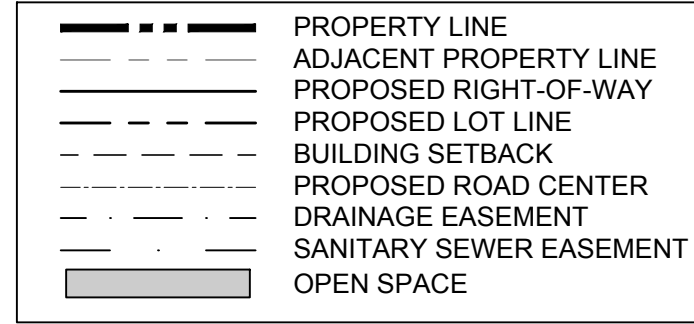 PROPERTY LINE
ADJACENT PROPERTY LINE
PROPOSED RIGHT-OF-WAY
PROPOSED LOT LINE
BUILDING SETBACK
PROPOSED ROAD CENTER
DRAINAGE EASEMENT
SANITARY SEWER EASEMENT
OPEN SPACE